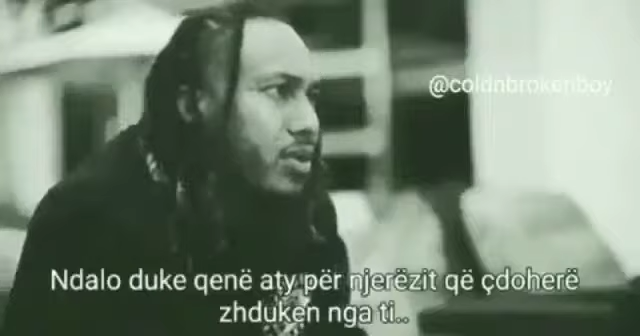 @coldnbrokenboy
Ndalo duke qenë aty për njerëzit që çdoherë
zhduken nga ti..